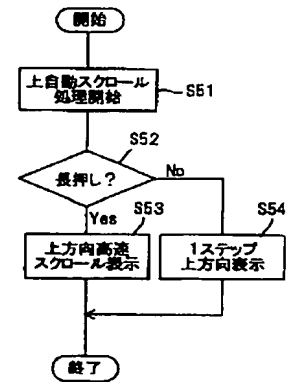 開始
上自動スクロール
処理開始
S51
S52
長押し?
No
Yes
S53
S54
上方向高速
スクロール表示
1ステップ
上方向表示
終了